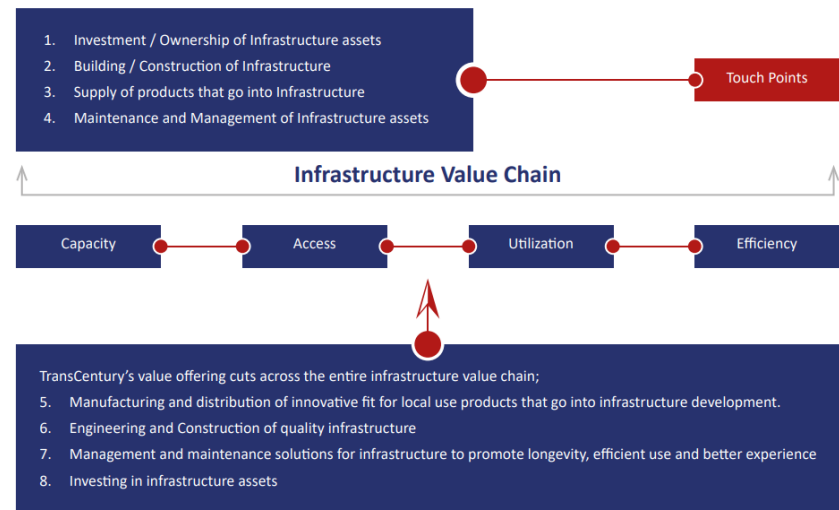 1. Investment / Ownership of Infrastructure assets
2. Building / Construction of Infrastructure
3. Supply of products that go into Infrastructure
4. Maintenance and Management of Infrastructure assets
Touch Points
Infrastructure Value Chain
Capacity
Access
Utilization
Efficiency
TransCentury's value offering cuts across the entire infrastructure value chain;
5. Manufacturing and distribution of innovative fit for local use products that go into infrastructure development.
6. Engineering and Construction of quality infrastructure
7. Management and maintenance solutions for infrastructure to promote longevity, efficient use and better experience
8. Investing in infrastructure assets